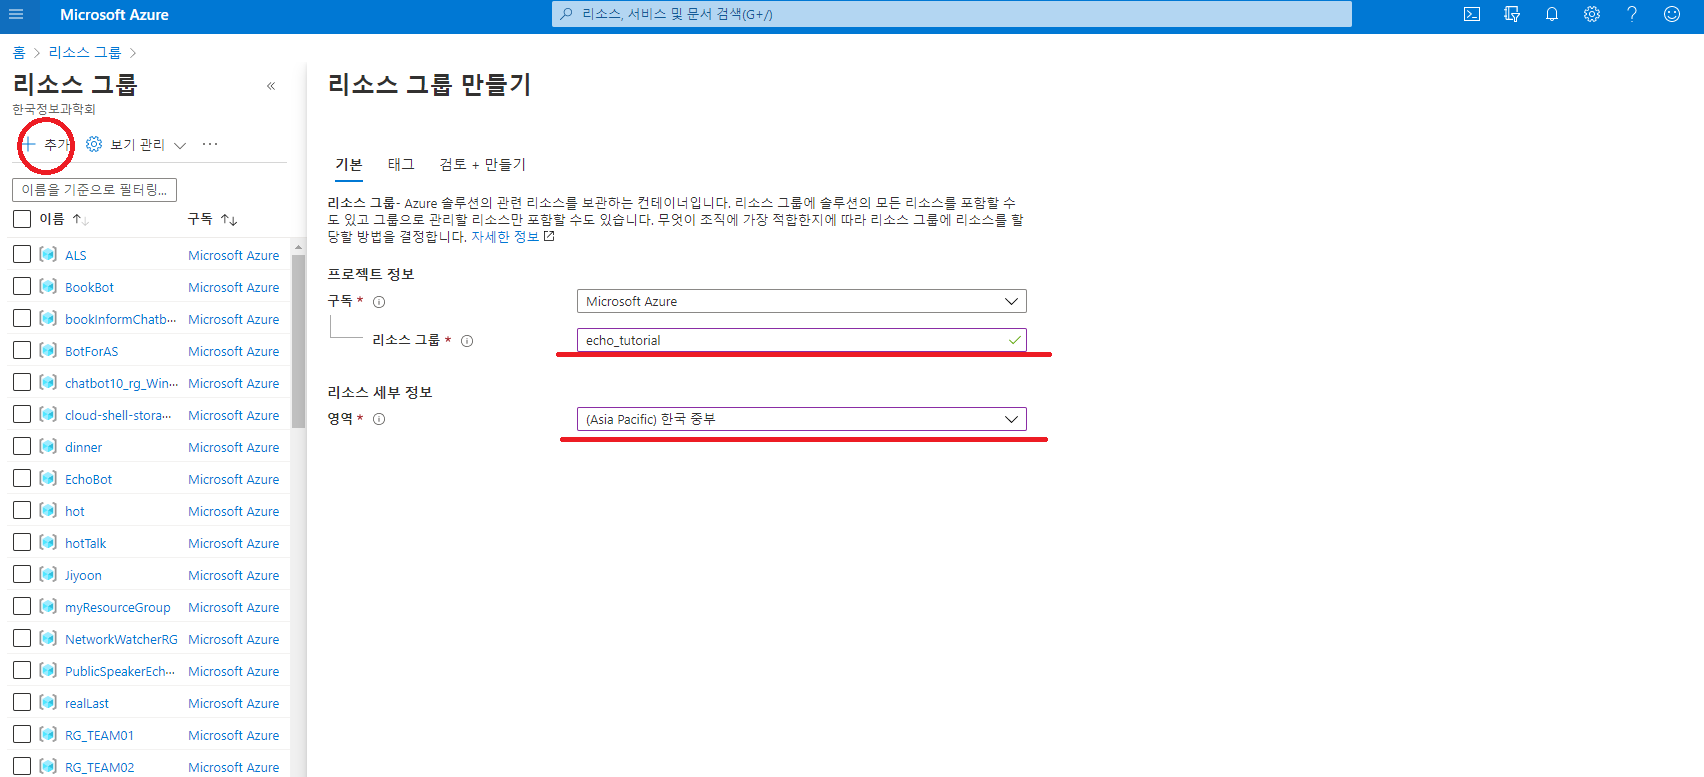 Microsoft Azure
리소스, 서비스 및 문서 검색(G+/)
홈 > 리소스 그룹 >
리소스 그룹
한국정보과학회
+ 추가 보기 관리 ...
이름을 기준으로 필터링...
이름 ↑↓ 구독 ↑↓
ALS Microsoft Azure
BookBot Microsoft Azure
bookInformChatb... Microsoft Azure
BotForAS Microsoft Azure
chatbot10_rg_Win... Microsoft Azure
cloud-shell-stora... Microsoft Azure
dinner Microsoft Azure
EchoBot Microsoft Azure
hot Microsoft Azure
hotTalk Microsoft Azure
Jiyoon Microsoft Azure
myResourceGroup Microsoft Azure
NetworkWatcherRG Microsoft Azure
PublicSpeakerEch... Microsoft Azure
realLast Microsoft Azure
RG_TEAM01 Microsoft Azure
RG_TEAM02 Microsoft Azure
리소스 그룹 만들기
기본 태그 검토 + 만들기
리소스 그룹- Azure 솔루션의 관련 리소스를 보관하는 컨테이너입니다. 리소스 그룹에 솔루션의 모든 리소스를 포함할 수
도 있고 그룹으로 관리할 리소스만 포함할 수도 있습니다. 무엇이 조직에 가장 적합한지에 따라 리소스 그룹에 리소스를 할
당할 방법을 결정합니다. 자세한 정보
프로젝트 정보
구독 * Microsoft Azure
리소스 그룹 * echo_tutorial
리소스 세부 정보
영역 * (Asia Pacific) 한국 중부